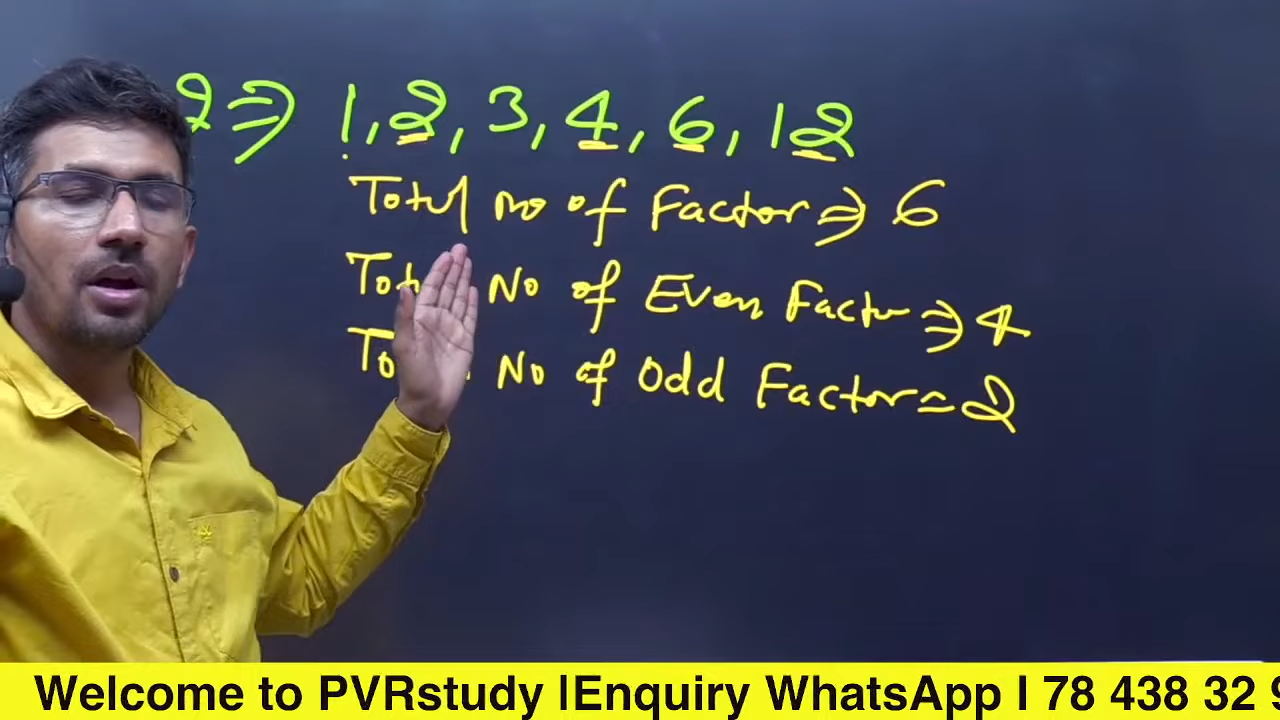 2 ⇒ 1, 2, 3, 4, 6, 12
Total no of Factor ⇒ 6
No of Even Factor ⇒ 4
No of Odd Factor = 2
Welcome to PVRstudy |Enquiry WhatsApp | 78 438 32